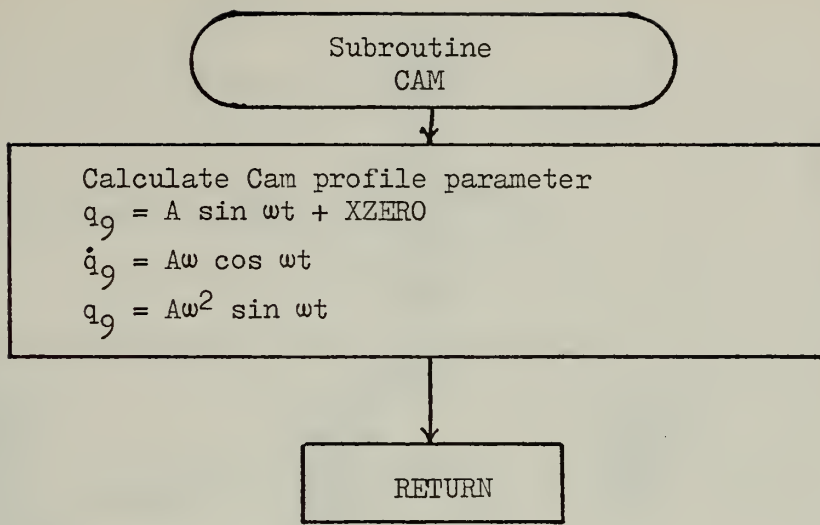 Subroutine
CAM
Calculate Cam profile parameter
q₉ = A sin ωt + XZERO
q̇₉ = Aω cos ωt
q₉ = Aω² sin ωt
RETURN